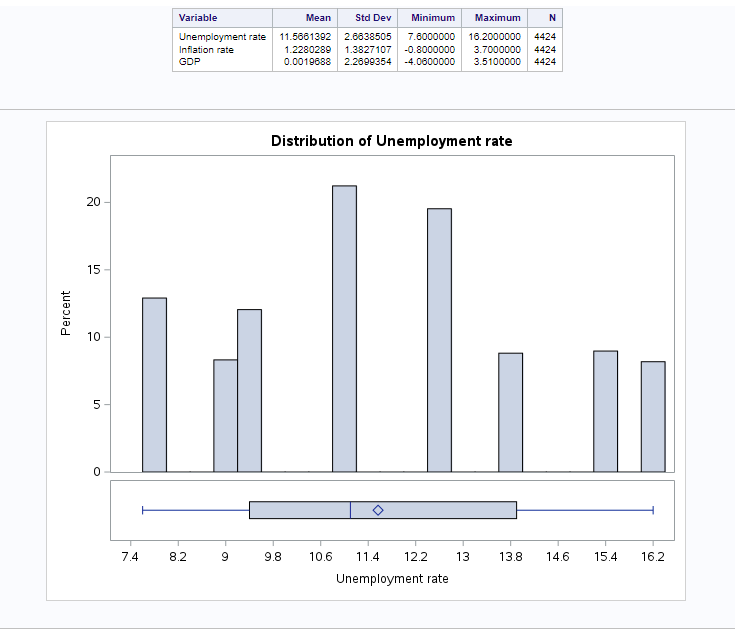 Variable Mean Std Dev Minimum Maximum N
Unemployment rate 11.5661392 2.6638505 7.6000000 16.2000000 4424
Inflation rate 1.2280289 1.3827107 -0.8000000 3.7000000 4424
GDP 0.0019688 2.2699354 -4.0600000 3.5100000 4424
Distribution of Unemployment rate
20
15
10
5
0
Percent
7.4 8.2 9 9.8 10.6 11.4 12.2 13 13.8 14.6 15.4 16.2
Unemployment rate